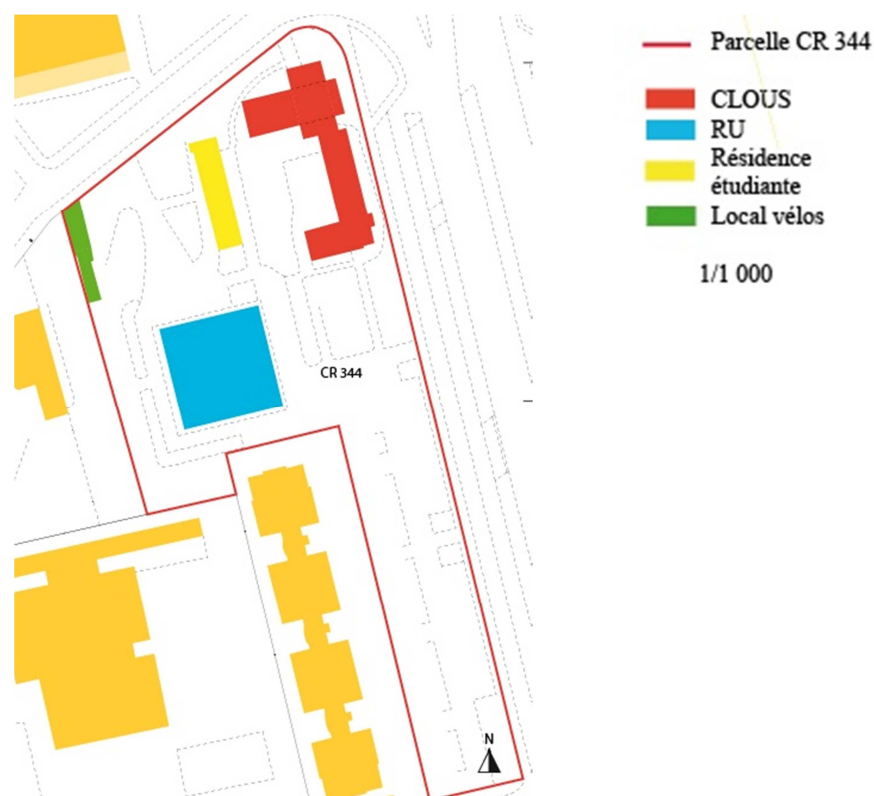 Parcelle CR 344
CLOUS
RU
Résidence
étudiante
Local vélos
1/1 000
CR 344
N